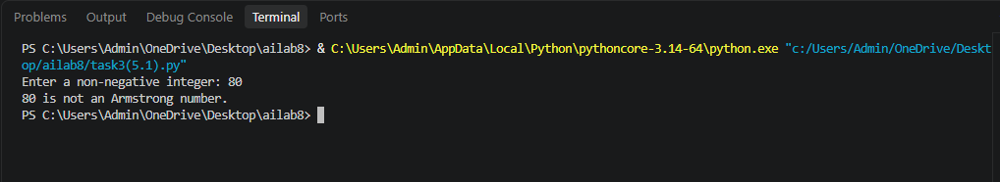 Problems Output Debug Console Terminal Ports
PS C:\Users\Admin\OneDrive\Desktop\ailab8> & C:\Users\Admin\AppData\Local\Python\pythoncore-3.14-64\python.exe "c:/Users/Admin/OneDrive/Deskt
op/ailab8/task3(5.1).py"
Enter a non-negative integer: 80
80 is not an Armstrong number.
PS C:\Users\Admin\OneDrive\Desktop\ailab8>